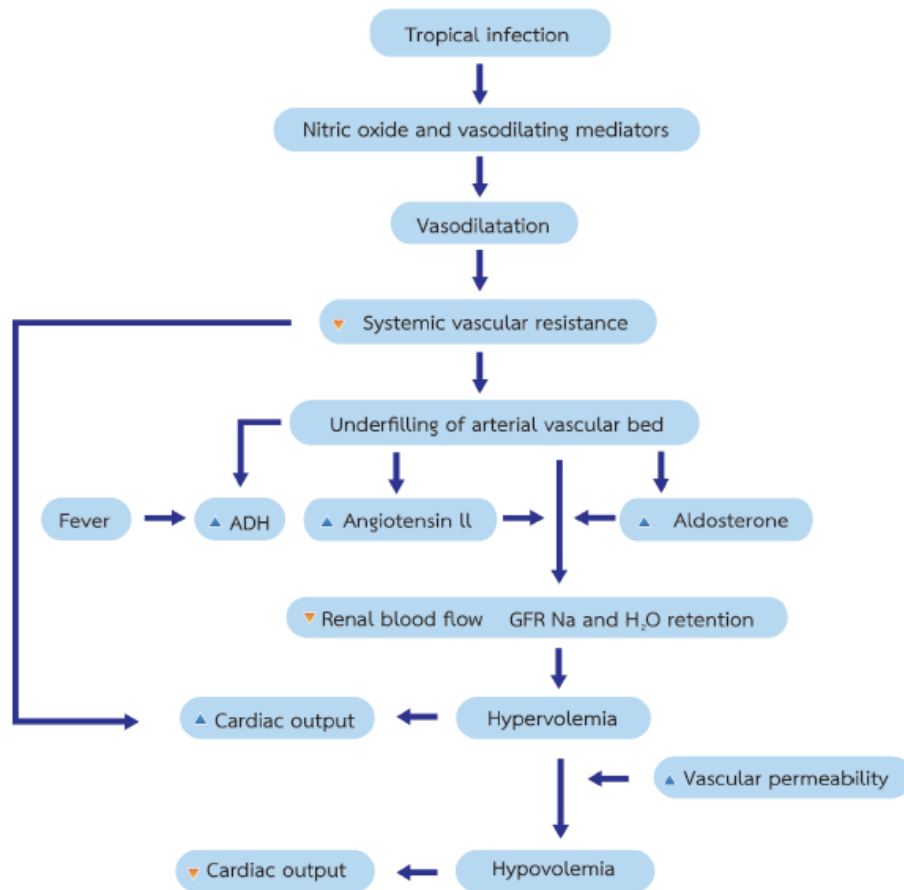 Tropical infection
Nitric oxide and vasodilating mediators
Vasodilatation
▼ Systemic vascular resistance
Underfilling of arterial vascular bed
Fever
▲ ADH
▲ Angiotensin ll
▲ Aldosterone
▼ Renal blood flow GFR Na and H₂O retention
▲ Cardiac output
Hypervolemia
▲ Vascular permeability
▼ Cardiac output
Hypovolemia